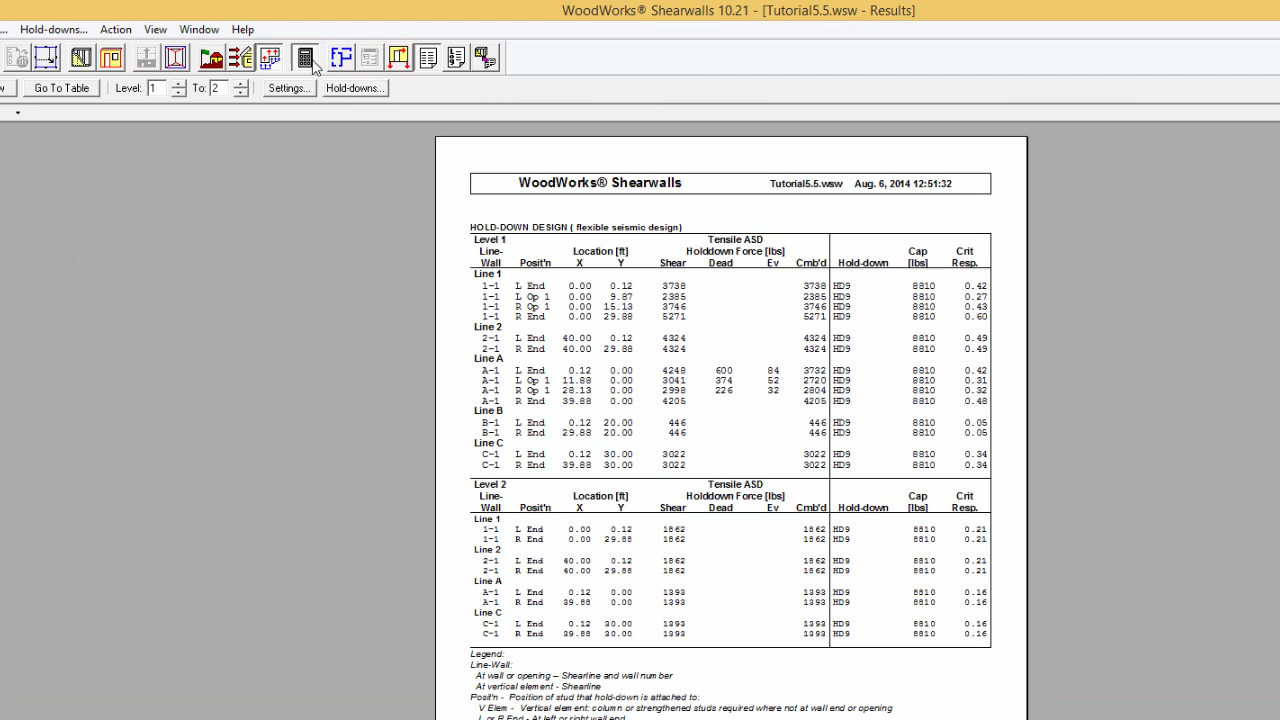 WoodWorks® Shearwalls 10.21 - [Tutorial5.5.wsw - Results]
... Hold-downs... Action View Window Help
w Go To Table Level: 1 To: 2 Settings... Hold-downs...
WoodWorks® Shearwalls Tutorial5.5.wsw Aug. 6, 2014 12:51:32
HOLD-DOWN DESIGN ( flexible seismic design)
Level 1 Tensile ASD
Line- Location [ft] Holddown Force [lbs] Cap Crit
Wall Posit'n X Y Shear Dead Ev Cmb'd Hold-down [lbs] Resp.
Line 1
1-1 L End 0.00 0.12 3738 3738 HD9 8810 0.42
1-1 L Op 1 0.00 9.87 2385 2385 HD9 8810 0.27
1-1 R Op 1 0.00 15.13 3746 3746 HD9 8810 0.43
1-1 R End 0.00 29.88 5271 5271 HD9 8810 0.60
Line 2
2-1 L End 40.00 0.12 4324 4324 HD9 8810 0.49
2-1 R End 40.00 29.88 4324 4324 HD9 8810 0.49
Line A
A-1 L End 0.12 0.00 4248 600 84 3732 HD9 8810 0.42
A-1 L Op 1 11.88 0.00 3041 374 52 2720 HD9 8810 0.31
A-1 R Op 1 28.13 0.00 2998 226 32 2804 HD9 8810 0.32
A-1 R End 39.88 0.00 4205 4205 HD9 8810 0.48
Line B
B-1 L End 0.12 20.00 446 446 HD9 8810 0.05
B-1 R End 29.88 20.00 446 446 HD9 8810 0.05
Line C
C-1 L End 0.12 30.00 3022 3022 HD9 8810 0.34
C-1 R End 39.88 30.00 3022 3022 HD9 8810 0.34
Level 2 Tensile ASD
Line- Location [ft] Holddown Force [lbs] Cap Crit
Wall Posit'n X Y Shear Dead Ev Cmb'd Hold-down [lbs] Resp.
Line 1
1-1 L End 0.00 0.12 1862 1862 HD9 8810 0.21
1-1 R End 0.00 29.88 1862 1862 HD9 8810 0.21
Line 2
2-1 L End 40.00 0.12 1862 1862 HD9 8810 0.21
2-1 R End 40.00 29.88 1862 1862 HD9 8810 0.21
Line A
A-1 L End 0.12 0.00 1393 1393 HD9 8810 0.16
A-1 R End 39.88 0.00 1393 1393 HD9 8810 0.16
Line C
C-1 L End 0.12 30.00 1393 1393 HD9 8810 0.16
C-1 R End 39.88 30.00 1393 1393 HD9 8810 0.16
Legend:
Line-Wall:
At wall or opening – Shearline and wall number
At vertical element - Shearline
Posit'n - Position of stud that hold-down is attached to:
V Elem - Vertical element: column or strengthened studs required where not at wall end or opening
L or R End - At left or right wall end